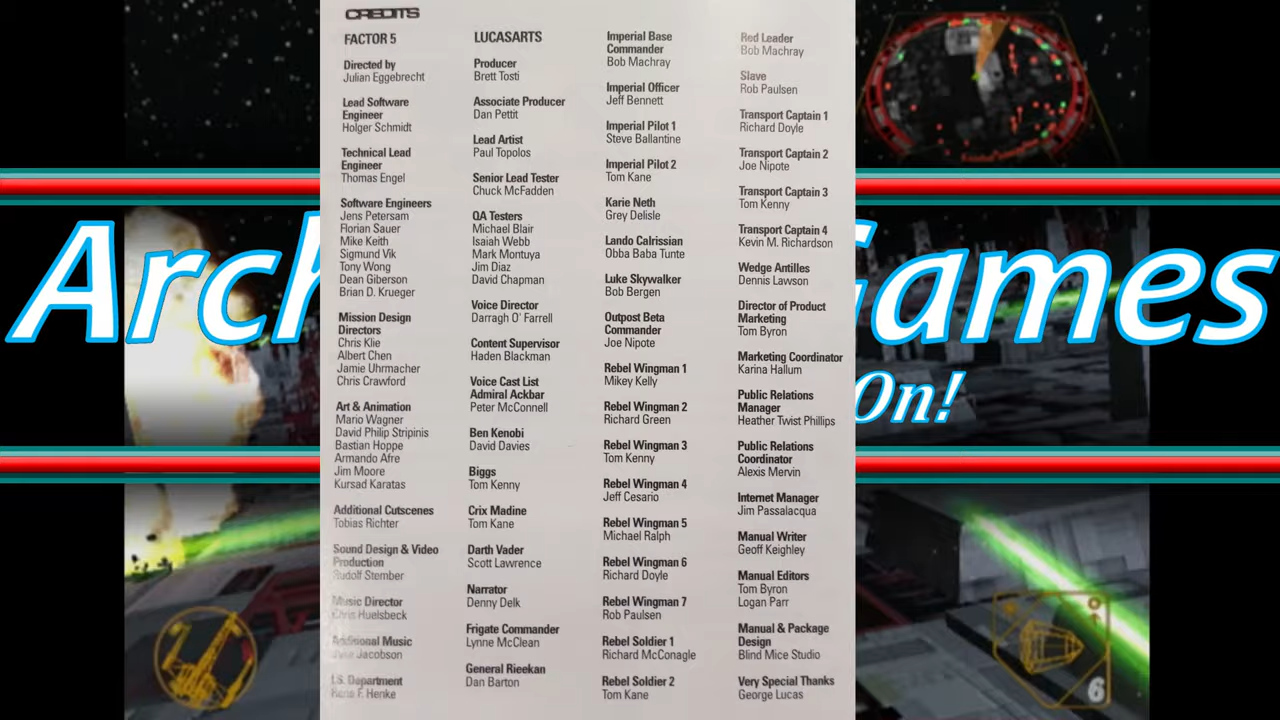 CREDITS
FACTOR 5
Directed by
Julian Eggebrecht
Lead Software
Engineer
Holger Schmidt
Technical Lead
Engineer
Thomas Engel
Software Engineers
Jens Petersam
Florian Sauer
Mike Keith
Sigmund Vik
Tony Wong
Dean Giberson
Brian D. Krueger
Mission Design
Directors
Chris Klie
Albert Chen
Jamie Uhrmacher
Chris Crawford
Art & Animation
Mario Wagner
David Philip Stripinis
Bastian Hoppe
Armando Afre
Jim Moore
Kursad Karatas
Additional Cutscenes
Tobias Richter
Sound Design & Video
Production
Rudolf Stember
Music Director
Chris Huelsbeck
Additional Music
Jacobson
I.S. Department
Hans F. Henke
LUCASARTS
Producer
Brett Tosti
Associate Producer
Dan Pettit
Lead Artist
Paul Topolos
Senior Lead Tester
Chuck McFadden
QA Testers
Michael Blair
Isaiah Webb
Mark Montuya
Jim Diaz
David Chapman
Voice Director
Darragh O' Farrell
Content Supervisor
Haden Blackman
Voice Cast List
Admiral Ackbar
Peter McConnell
Ben Kenobi
David Davies
Biggs
Tom Kenny
Crix Madine
Tom Kane
Darth Vader
Scott Lawrence
Narrator
Denny Delk
Frigate Commander
Lynne McClean
General Rieekan
Dan Barton
Imperial Base
Commander
Bob Machray
Imperial Officer
Jeff Bennett
Imperial Pilot 1
Steve Ballantine
Imperial Pilot 2
Tom Kane
Karie Neth
Grey Delisle
Lando Calrissian
Obba Baba Tunte
Luke Skywalker
Bob Bergen
Outpost Beta
Commander
Joe Nipote
Rebel Wingman 1
Mikey Kelly
Rebel Wingman 2
Richard Green
Rebel Wingman 3
Tom Kenny
Rebel Wingman 4
Jeff Cesario
Rebel Wingman 5
Michael Ralph
Rebel Wingman 6
Richard Doyle
Rebel Wingman 7
Rob Paulsen
Rebel Soldier 1
Richard McConagle
Rebel Soldier 2
Tom Kane
Red Leader
Bob Machray
Slave
Rob Paulsen
Transport Captain 1
Richard Doyle
Transport Captain 2
Joe Nipote
Transport Captain 3
Tom Kenny
Transport Captain 4
Kevin M. Richardson
Wedge Antilles
Dennis Lawson
Director of Product
Marketing
Tom Byron
Marketing Coordinator
Karina Hallum
Public Relations
Manager
Heather Twist Phillips
Public Relations
Coordinator
Alexis Mervin
Internet Manager
Jim Passalacqua
Manual Writer
Geoff Keighley
Manual Editors
Tom Byron
Logan Parr
Manual & Package
Design
Blind Mice Studio
Very Special Thanks
George Lucas
Arch Games
On!
6